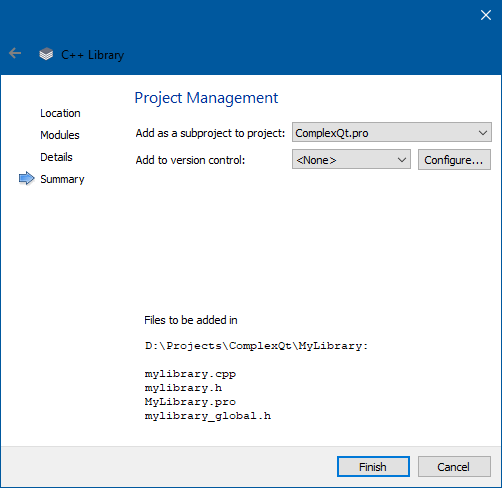 C++ Library
Project Management
Location
Modules
Details
Summary
Add as a subproject to project: ComplexQt.pro
Add to version control: <None> Configure...
Files to be added in
D:\Projects\ComplexQt\MyLibrary:
mylibrary.cpp
mylibrary.h
MyLibrary.pro
mylibrary_global.h
Finish Cancel